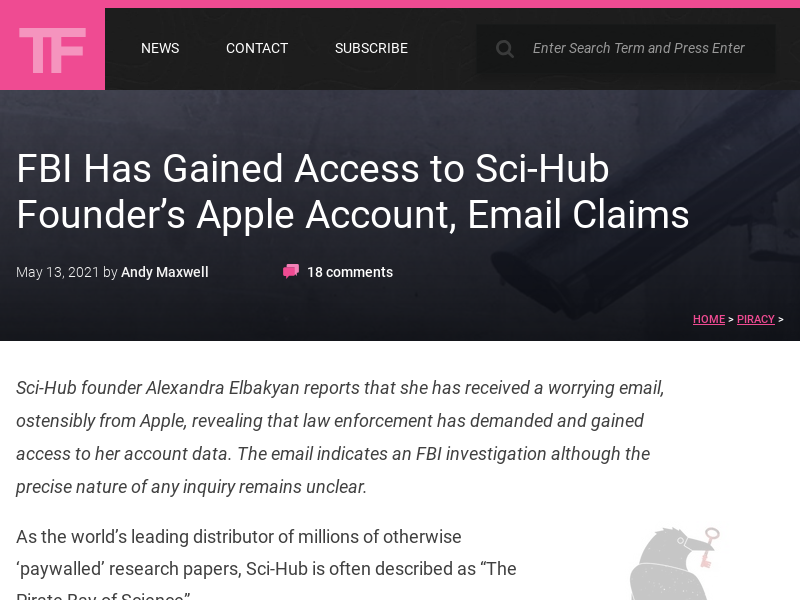 TF
NEWS CONTACT SUBSCRIBE Enter Search Term and Press Enter
FBI Has Gained Access to Sci-Hub
Founder’s Apple Account, Email Claims
May 13, 2021 by Andy Maxwell 18 comments
HOME > PIRACY >
Sci-Hub founder Alexandra Elbakyan reports that she has received a worrying email,
ostensibly from Apple, revealing that law enforcement has demanded and gained
access to her account data. The email indicates an FBI investigation although the
precise nature of any inquiry remains unclear.
As the world’s leading distributor of millions of otherwise
‘paywalled’ research papers, Sci-Hub is often described as “The
Pirate Bay of Science”.